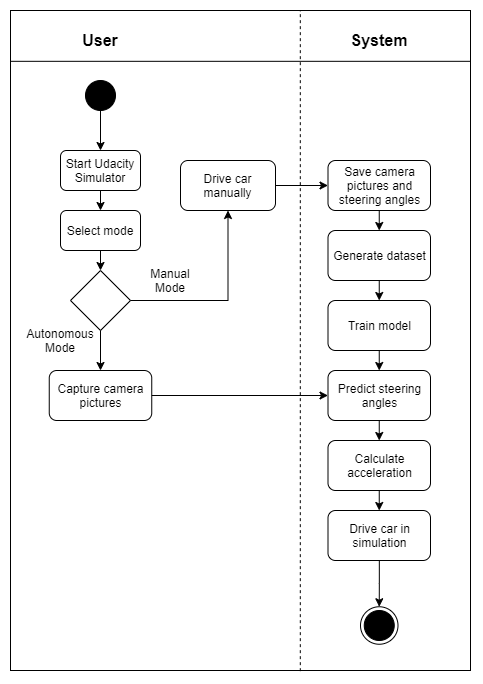 User
System
Start Udacity
Simulator
Select mode
Manual
Mode
Drive car
manually
Autonomous
Mode
Capture camera
pictures
Save camera
pictures and
steering angles
Generate dataset
Train model
Predict steering
angles
Calculate
acceleration
Drive car in
simulation